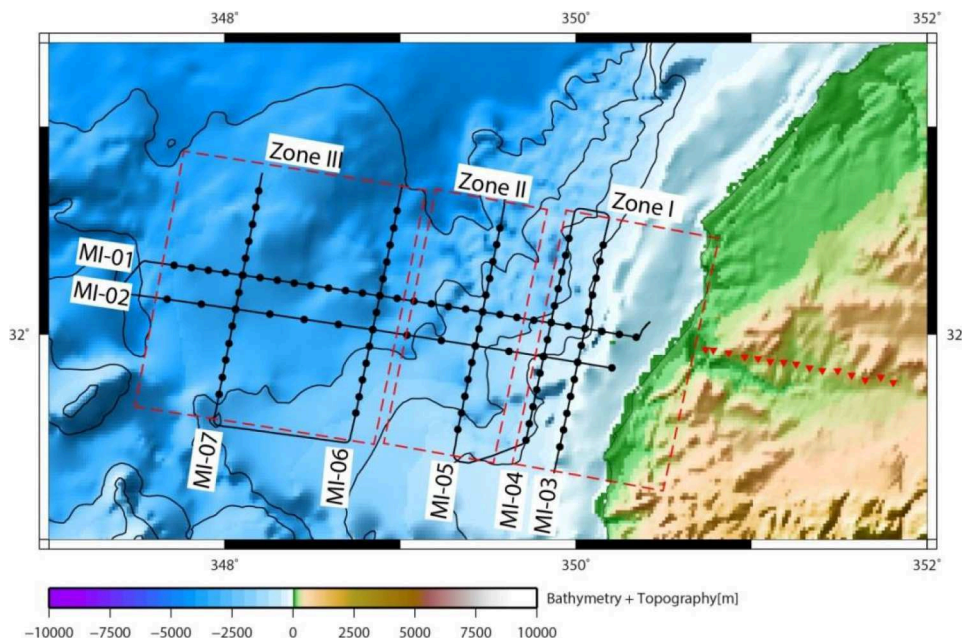 348° 350° 352°
Zone III
Zone II
Zone I
MI-01
MI-02
32° 32°
MI-07
MI-06
MI-05
MI-04
MI-03
348° 350° 352°
Bathymetry + Topography[m]
−10000 −7500 −5000 −2500 0 2500 5000 7500 10000